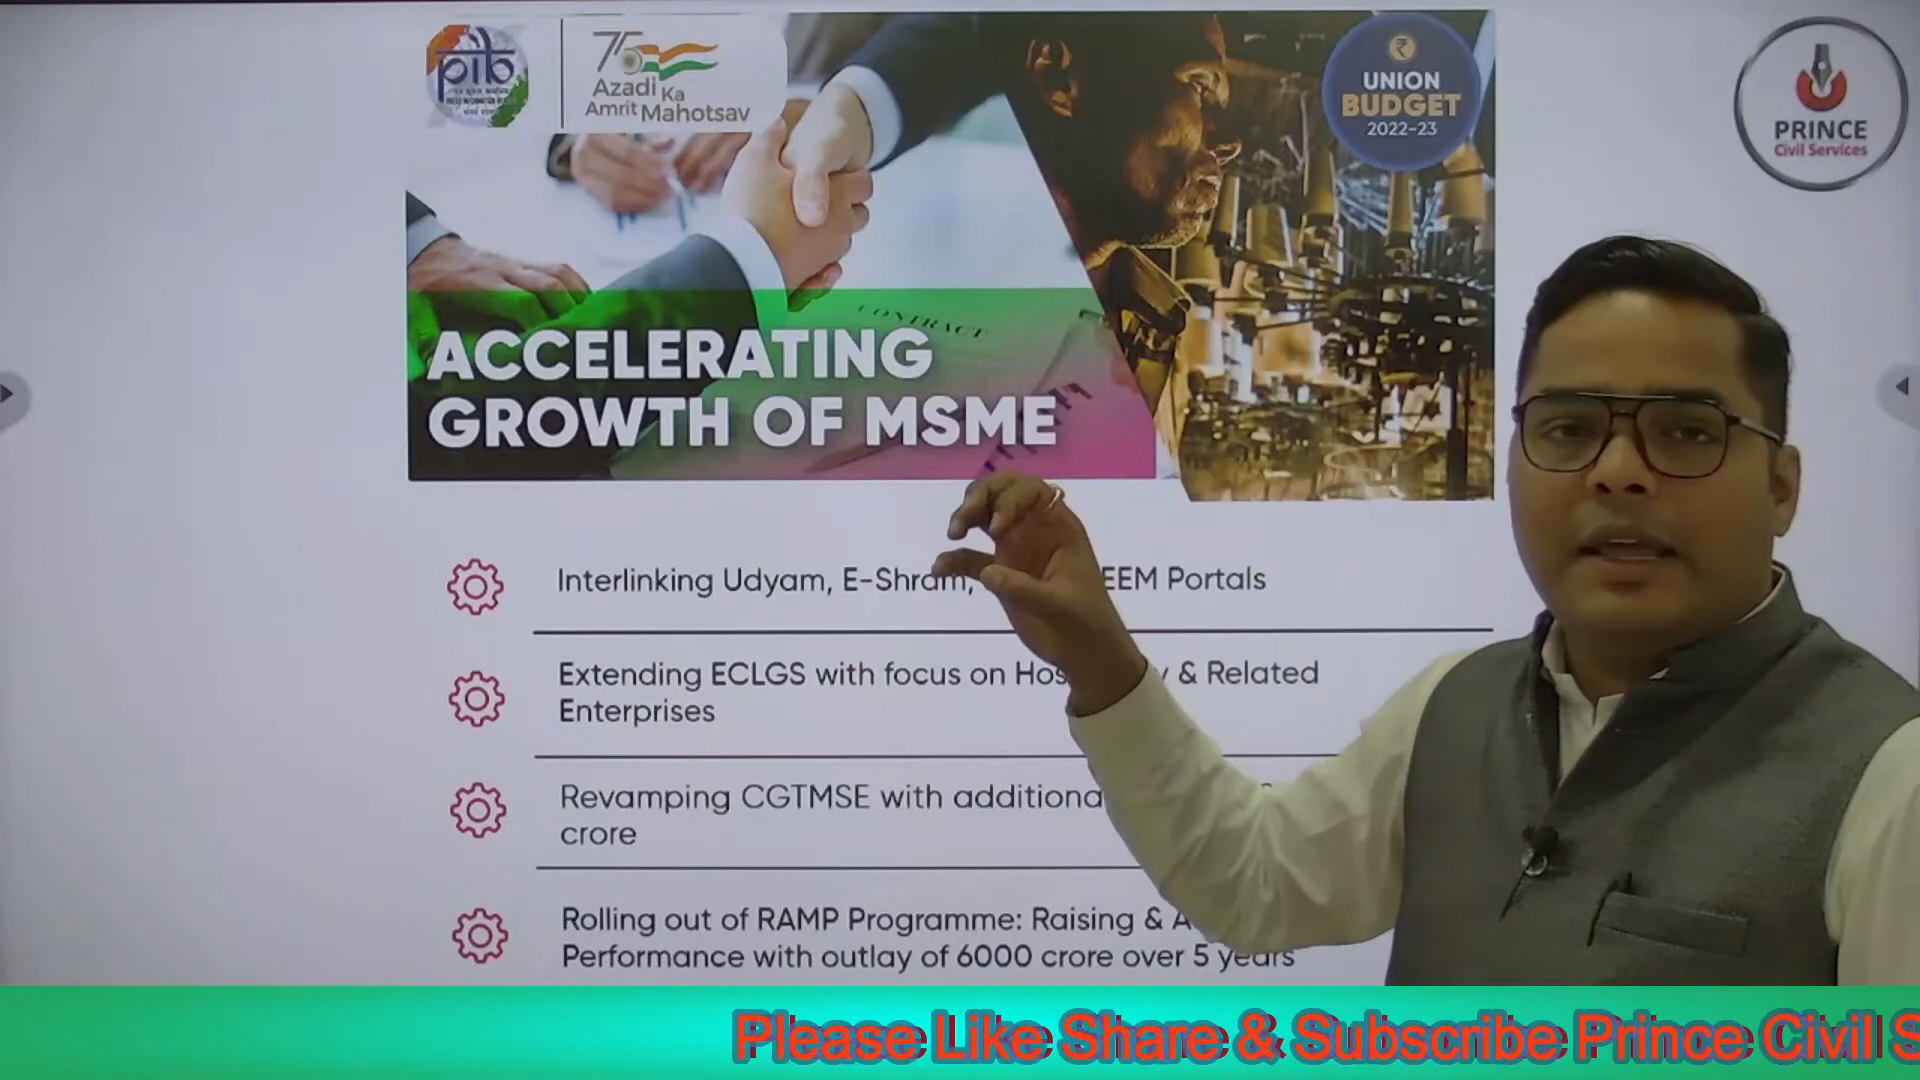 pib
75
Azadi Ka
Amrit Mahotsav
UNION
BUDGET
2022-23
PRINCE
Civil Services
CONTRACT
ACCELERATING
GROWTH OF MSME
Interlinking Udyam, E-Shram, EEM Portals
Extending ECLGS with focus on & Related
Enterprises
Revamping CGTMSE with
crore
Rolling out of RAMP Programme: Raising &
Performance with outlay of 6000 crore over 5 years
Please Like Share & Subscribe Prince Civil S